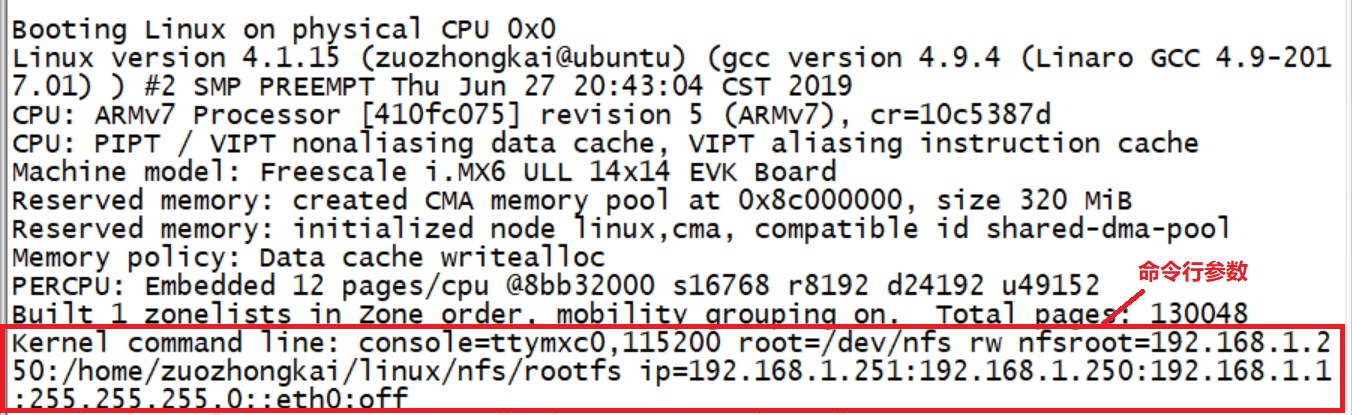 Booting Linux on physical CPU 0x0
Linux version 4.1.15 (zuozhongkai@ubuntu) (gcc version 4.9.4 (Linaro GCC 4.9-201
7.01) ) #2 SMP PREEMPT Thu Jun 27 20:43:04 CST 2019
CPU: ARMv7 Processor [410fc075] revision 5 (ARMv7), cr=10c5387d
CPU: PIPT / VIPT nonaliasing data cache, VIPT aliasing instruction cache
Machine model: Freescale i.MX6 ULL 14x14 EVK Board
Reserved memory: created CMA memory pool at 0x8c000000, size 320 MiB
Reserved memory: initialized node linux,cma, compatible id shared-dma-pool
Memory policy: Data cache writealloc
命令行参数
PERCPU: Embedded 12 pages/cpu @8bb32000 s16768 r8192 d24192 u49152
Built 1 zonelists in Zone order, mobility grouping on.  Total pages: 130048
Kernel command line: console=ttymxc0,115200 root=/dev/nfs rw nfsroot=192.168.1.2
50:/home/zuozhongkai/linux/nfs/rootfs ip=192.168.1.251:192.168.1.250:192.168.1.1
:255.255.255.0::eth0:off